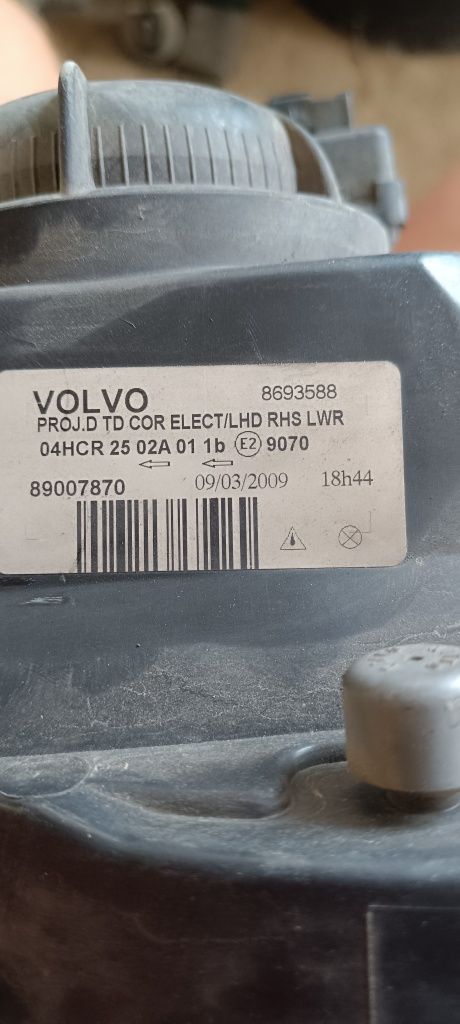 VOLVO 8693588
PROJ.D TD COR ELECT/LHD RHS LWR
04HCR 25 02A 01 1b E2 9070
89007870 09/03/2009 18h44